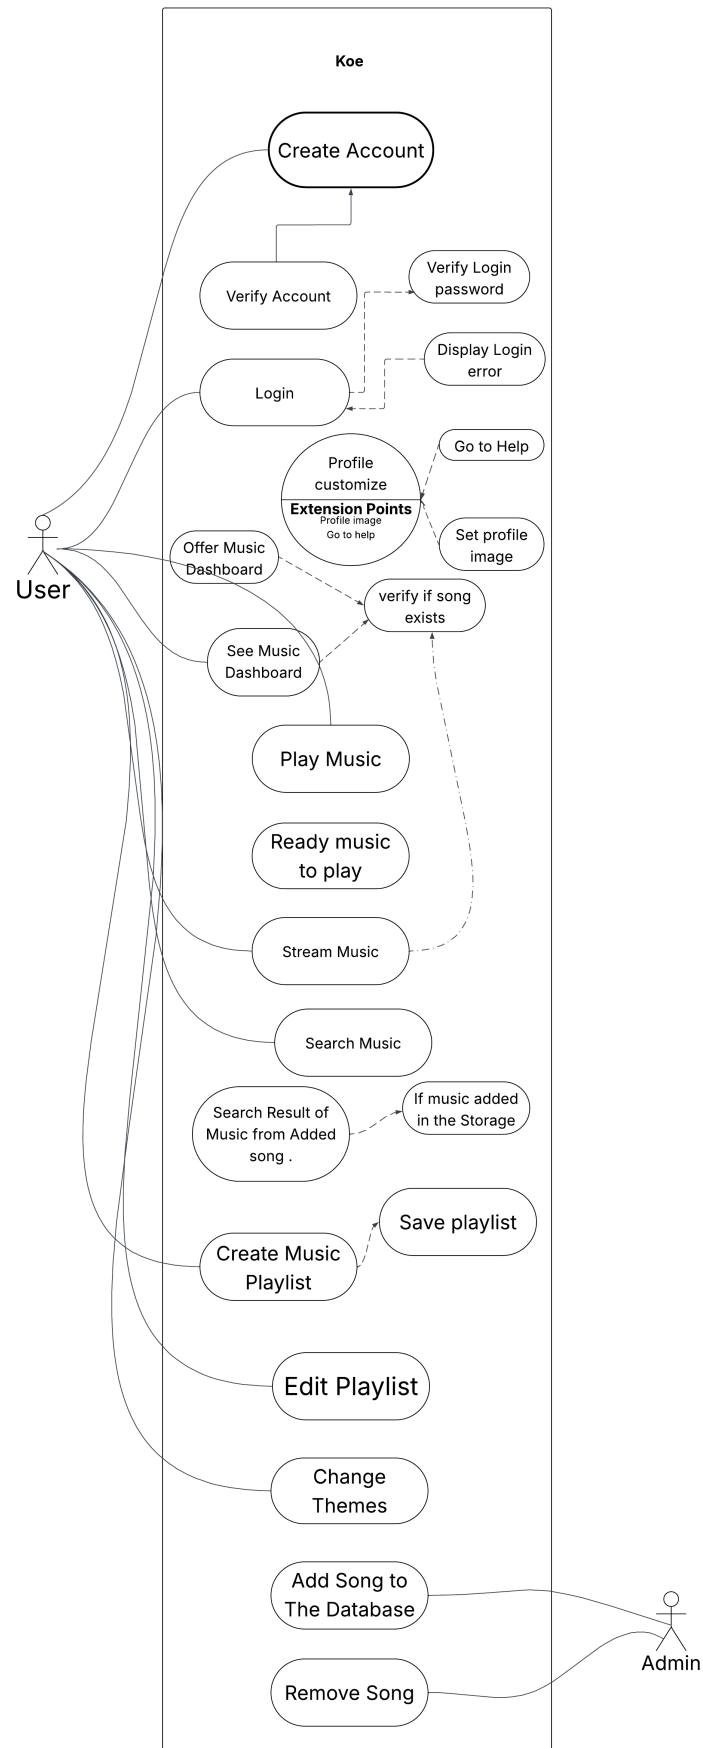 Koe
Create Account
Verify Account
Verify Login
password
Display Login
error
Login
Go to Help
Profile
customize
Extension Points
Profile image
Go to help
Set profile
image
User
Offer Music
Dashboard
verify if song
exists
See Music
Dashboard
Play Music
Ready music
to play
Stream Music
Search Music
If music added
in the Storage
Search Result of
Music from Added
song .
Save playlist
Create Music
Playlist
Edit Playlist
Change
Themes
Add Song to
The Database
Admin
Remove Song